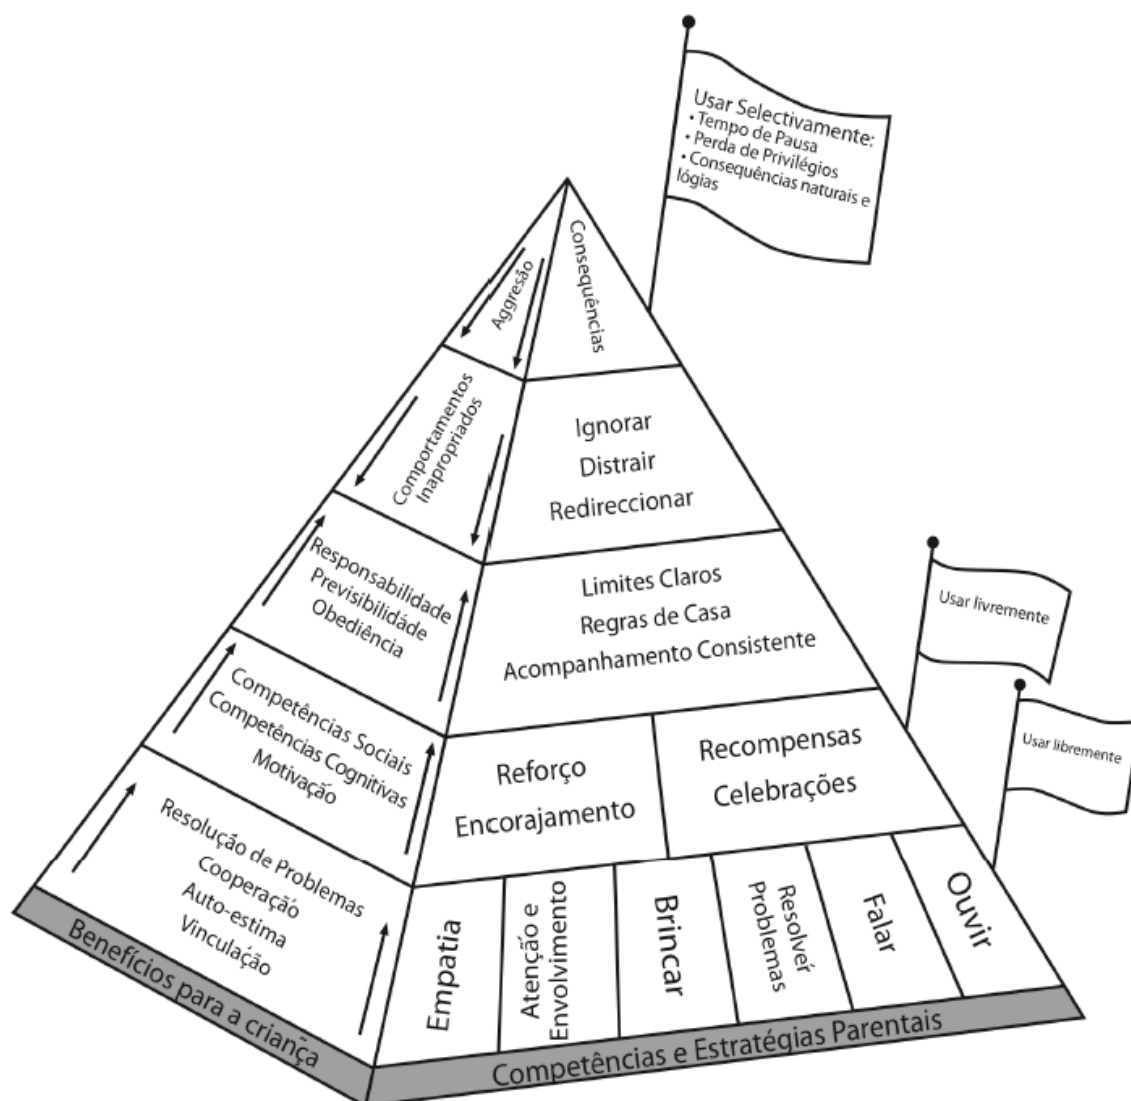 Usar Selectivamente:
• Tempo de Pausa
• Perda de Privilégios
• Consequências naturais e
lógias
Aggresão
Consequências
Comportamentos
Inapropriados
Ignorar
Distrair
Redireccionar
Responsabilidade
Previsibilidade
Obediência
Limites Claros
Regras de Casa
Acompanhamento Consistente
Usar livremente
Competências Sociais
Competências Cognitivas
Motivação
Reforço
Encorajamento
Recompensas
Celebrações
Usar libremente
Resolução de Problemas
Cooperação
Auto-estima
Vinculação
Empatia
Atenção e
Envolvimento
Brincar
Resolver
Problemas
Falar
Ouvir
Benefícios para a criança
Competências e Estratégias Parentais